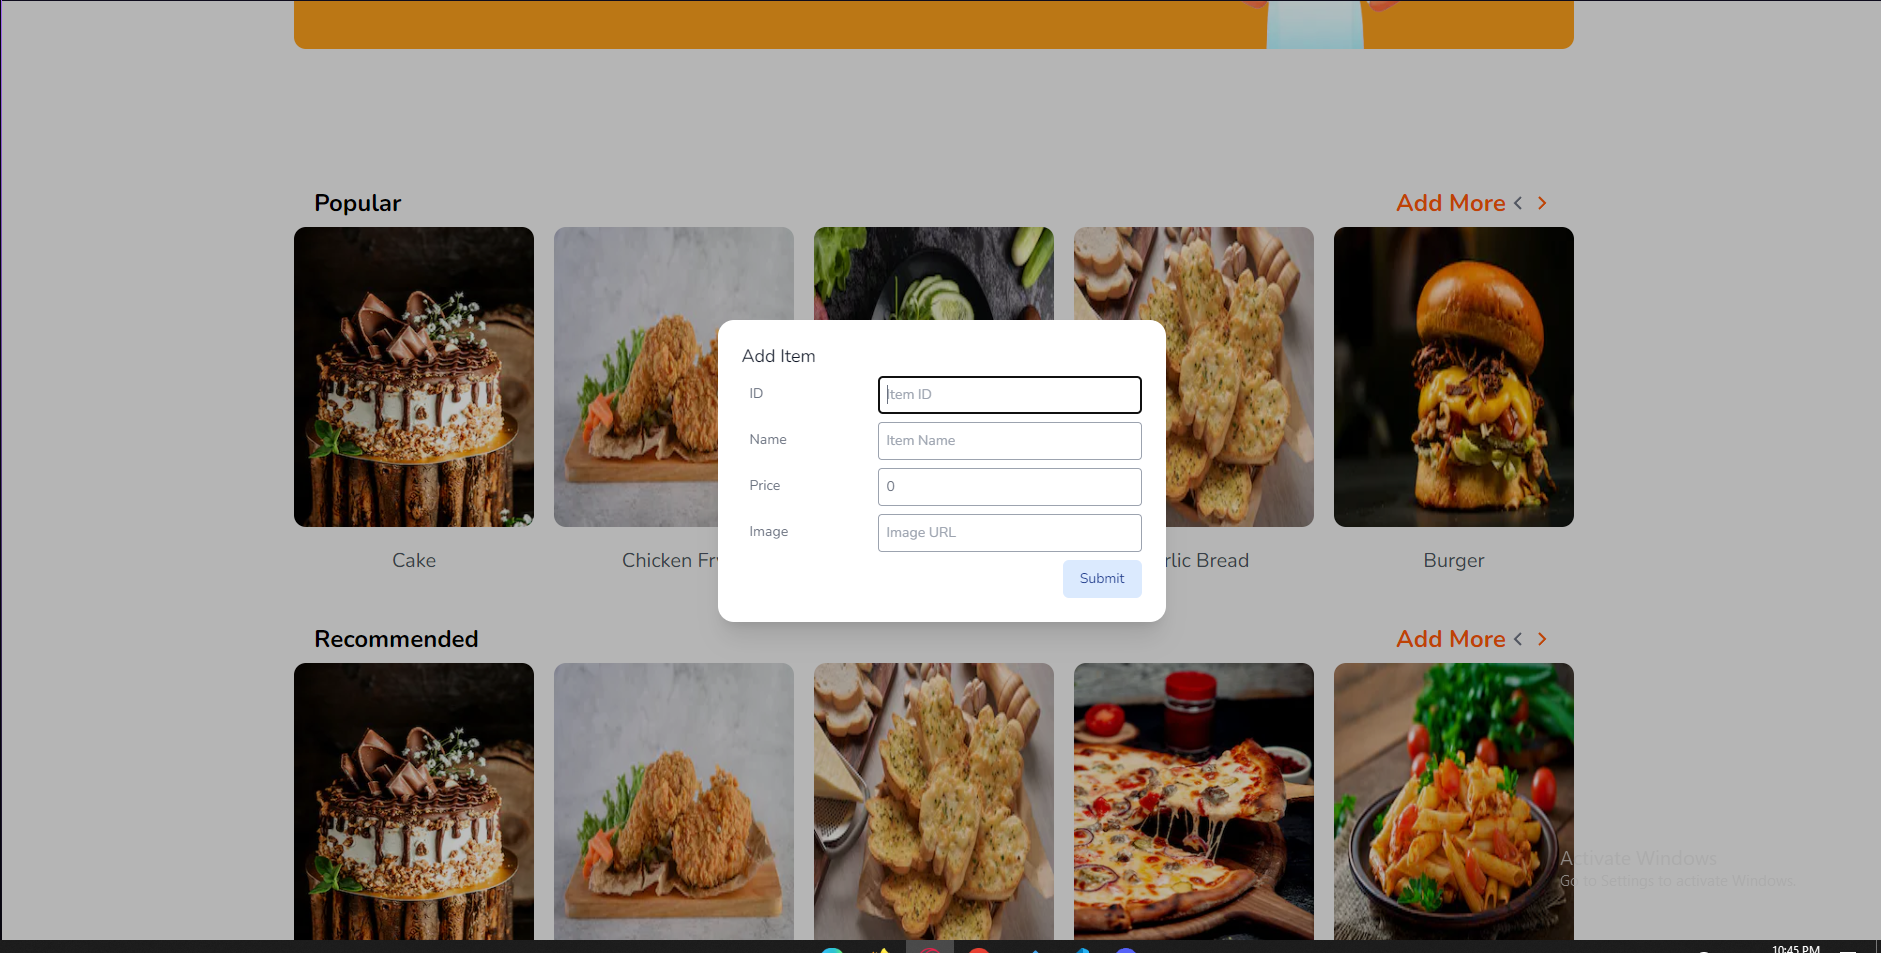 Popular
Add More
Add Item
ID
Item ID
Name
Item Name
Price
0
Image
Image URL
Submit
Cake
Chicken Fr
rlic Bread
Burger
Recommended
Add More
Activate Windows
Go to Settings to activate Windows.
10:45 PM